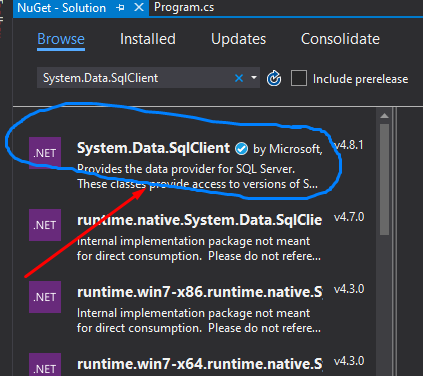 NuGet - Solution Program.cs
Browse Installed Updates Consolidate
System.Data.SqlClient Include prerelease
.NET System.Data.SqlClient by Microsoft, v4.8.1
Provides the data provider for SQL Server.
These classes provide access to versions of S...
.NET runtime.native.System.Data.SqlClie v4.7.0
Internal implementation package not meant
for direct consumption. Please do not refere...
.NET runtime.win7-x86.runtime.native.S v4.3.0
Internal implementation package not meant
for direct consumption. Please do not refere...
.NET runtime.win7-x64.runtime.native.S v4.3.0